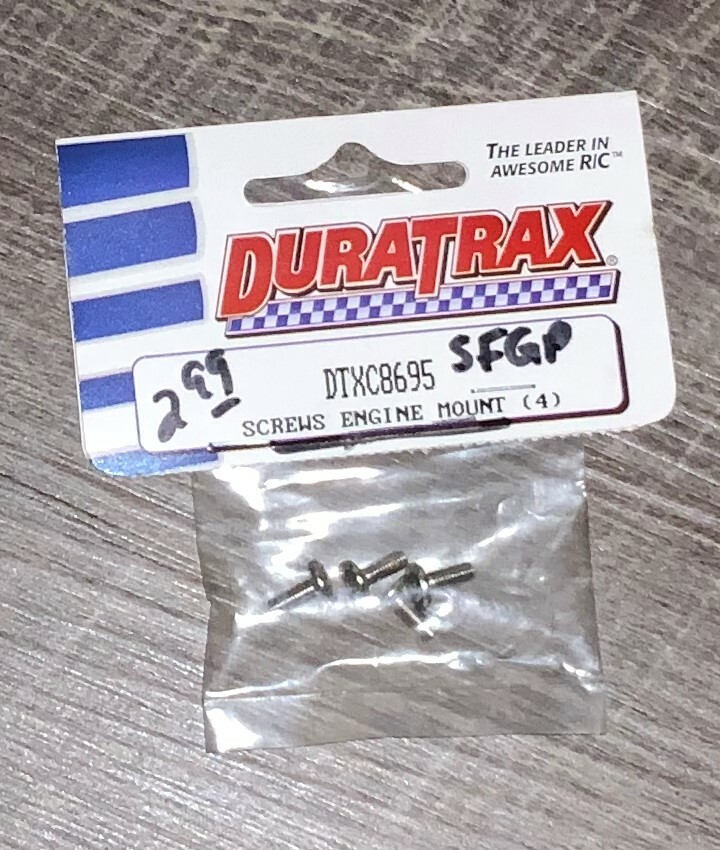 THE LEADER IN
AWESOME R/C™
DURATRAX®
2.99
DTXC8695
SFGP
SCREWS ENGINE MOUNT (4)